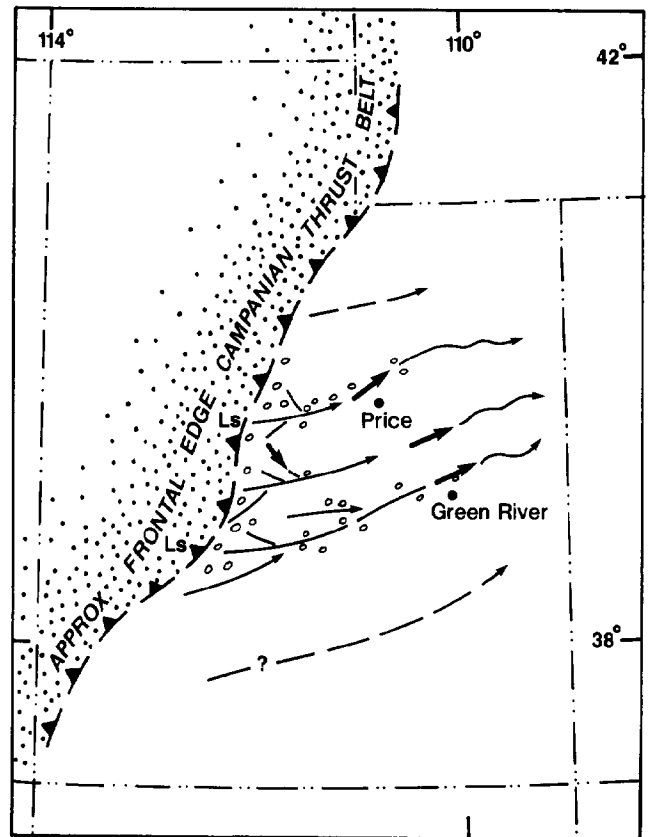 114°
110°
42°
APPROX FRONTAL EDGE CAMPANIAN THRUST BELT
Ls
Price
Green River
Ls
38°
?